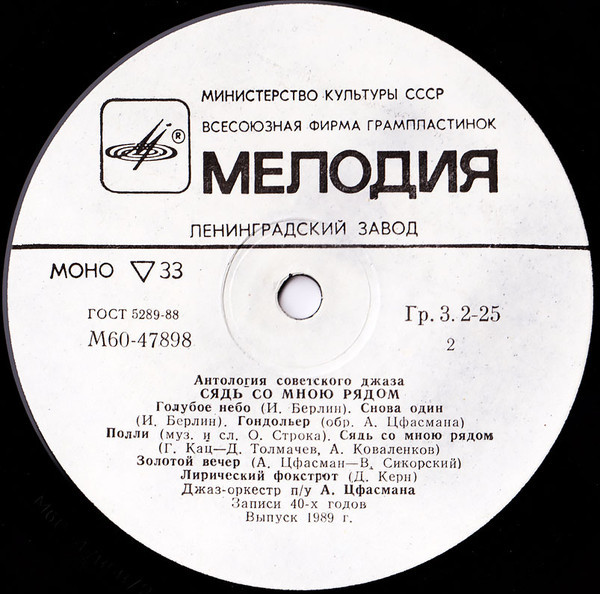 МИНИСТЕРСТВО КУЛЬТУРЫ СССР
ВСЕСОЮЗНАЯ ФИРМА ГРАМПЛАСТИНОК
®
МЕЛОДИЯ
ЛЕНИНГРАДСКИЙ ЗАВОД
МОНО ▽ 33
ГОСТ 5289-88
Гр. 3. 2-25
М60-47898
2
Антология советского джаза
СЯДЬ СО МНОЮ РЯДОМ
Голубое небо (И. Берлин). Снова один
(И. Берлин). Гондольер (обр. А. Цфасмана)
Полли (муз. и сл. О. Строка). Сядь со мною рядом
(Г. Кац—Д. Толмачев, А. Коваленков)
Золотой вечер (А. Цфасман—В. Сикорский)
Лирический фокстрот (Д. Керн)
Джаз-оркестр п/у А. Цфасмана
Записи 40-х годов
Выпуск 1989 г.